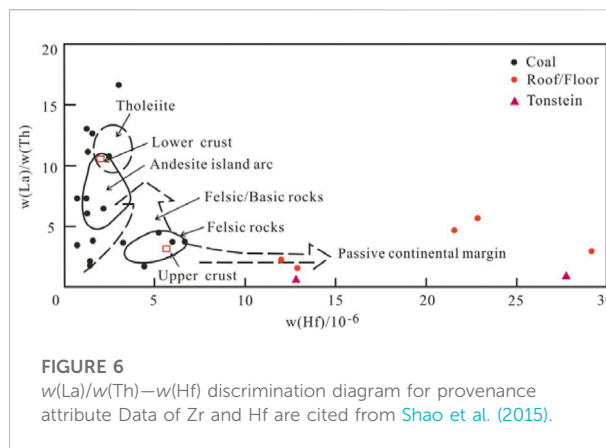 20
15
10
5
0
w(La)/w(Th)
Coal
Roof/Floor
Tonstein
Tholeiite
Lower crust
Andesite island arc
Felsic/Basic rocks
Felsic rocks
Upper crust
Passive continental margin
5
10
15
20
25
30
w(Hf)/10⁻⁶
FIGURE 6
w(La)/w(Th)—w(Hf) discrimination diagram for provenance
attribute Data of Zr and Hf are cited from Shao et al. (2015).